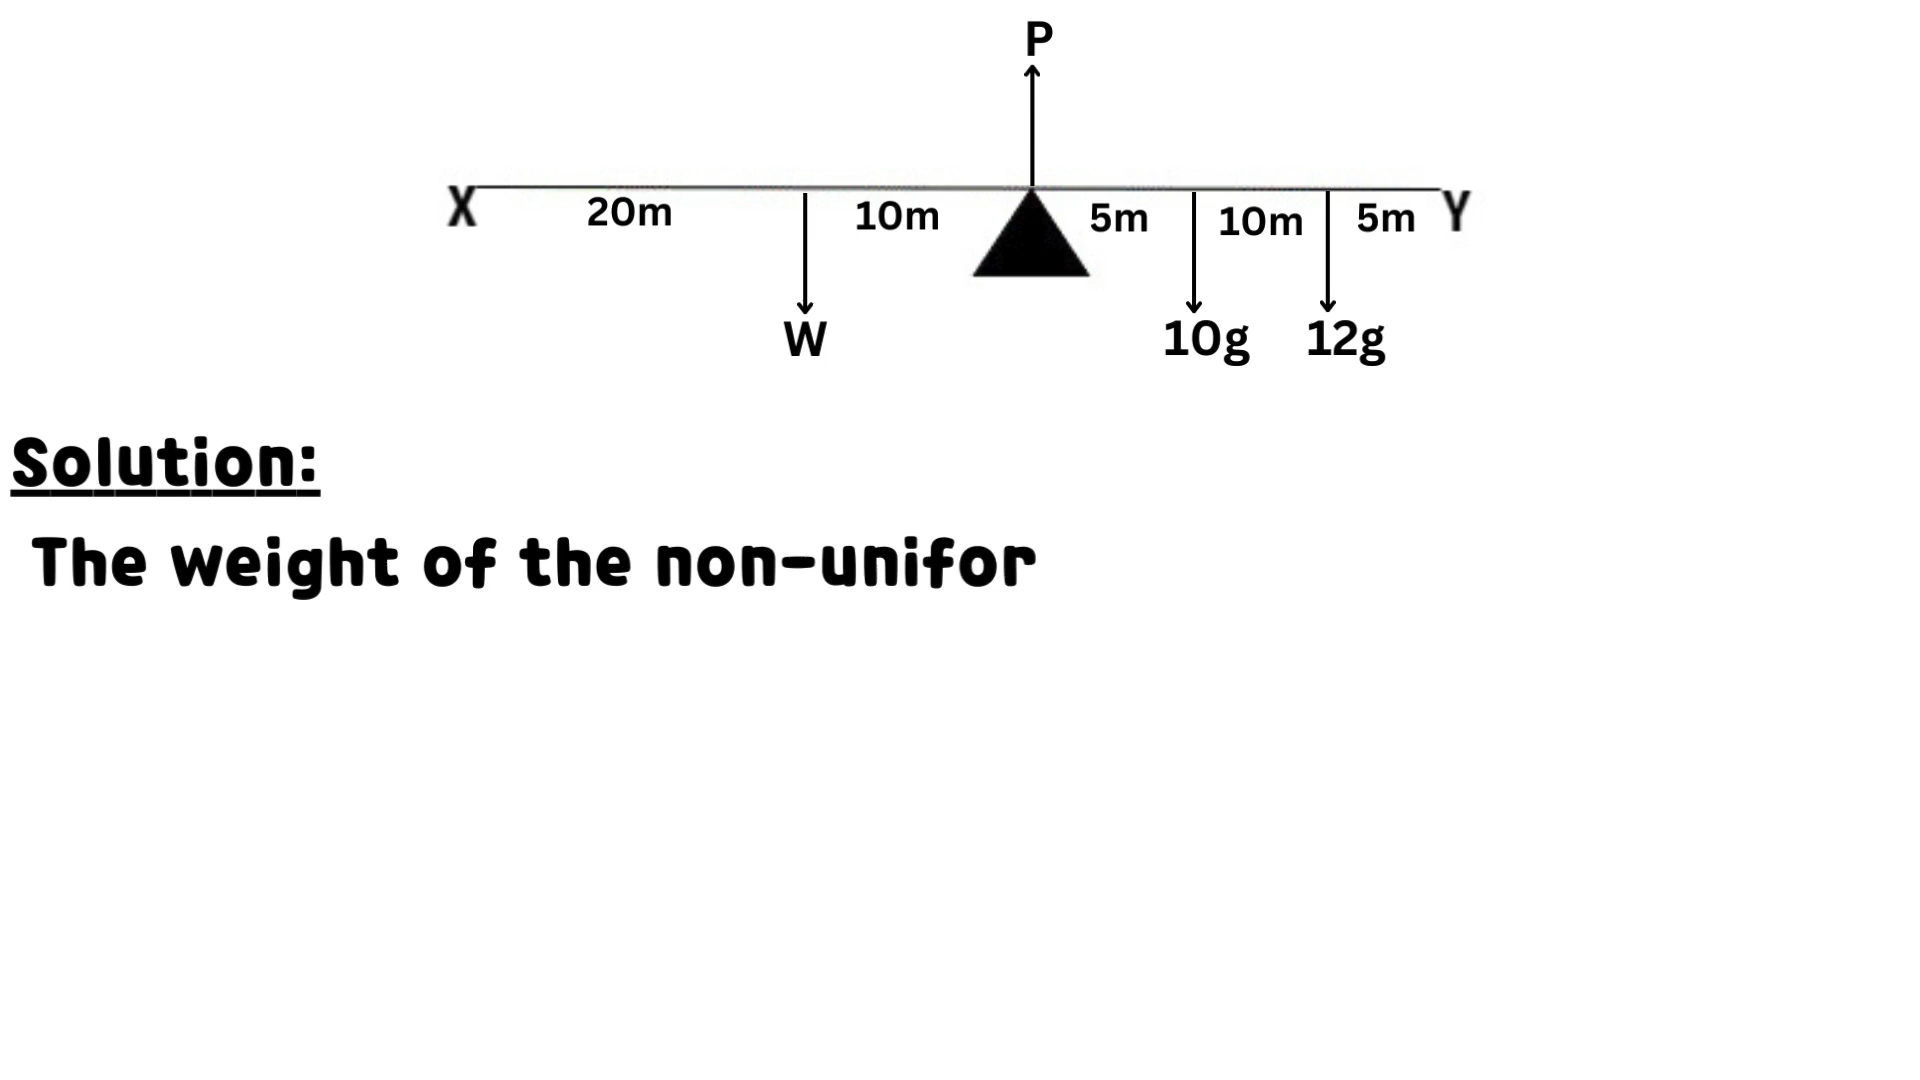 P
X 20m 10m 5m 10m 5m Y
W 10g 12g
Solution:
The weight of the non-unifor